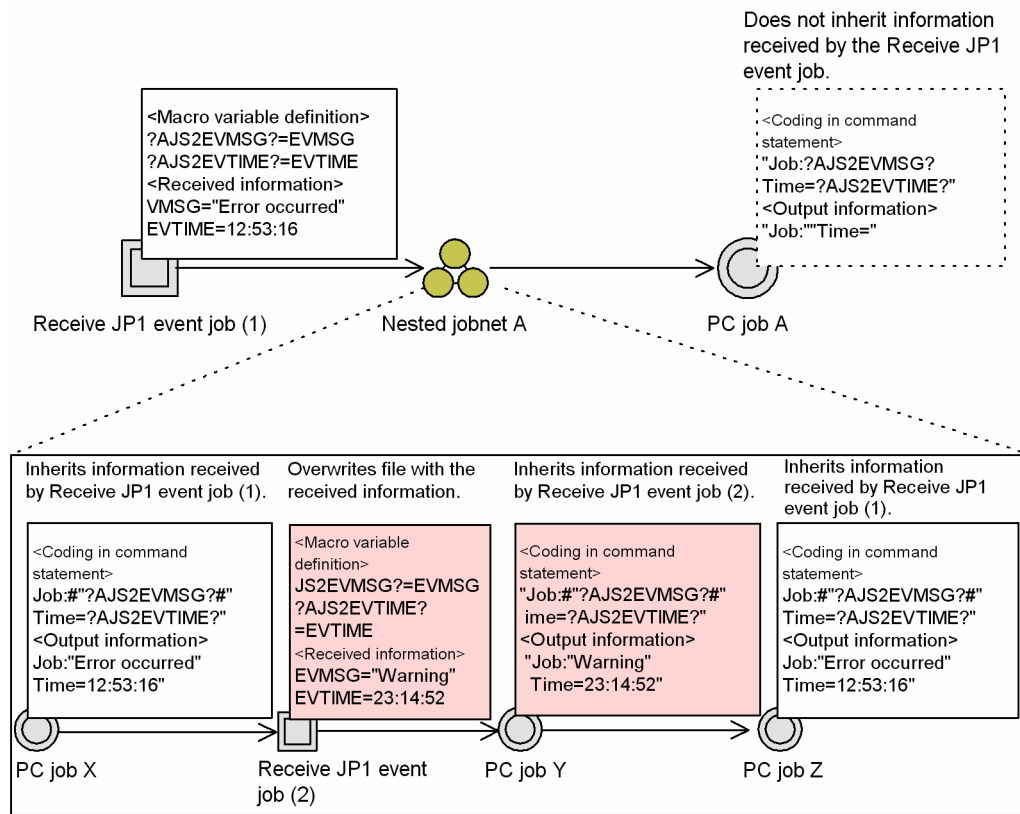 Does not inherit information
received by the Receive JP1
event job.
<Macro variable definition>
?AJS2EVMSG?=EVMSG
?AJS2EVTIME?=EVTIME
<Received information>
VMSG="Error occurred"
EVTIME=12:53:16
<Coding in command
statement>
"Job:?AJS2EVMSG?
Time=?AJS2EVTIME?"
<Output information>
"Job:""Time="
Receive JP1 event job (1)
Nested jobnet A
PC job A
Inherits information received
by Receive JP1 event job (1).
<Coding in command
statement>
Job:#"?AJS2EVMSG?#"
Time=?AJS2EVTIME?"
<Output information>
Job:"Error occurred"
Time=12:53:16"
PC job X
Overwrites file with the
received information.
<Macro variable
definition>
JS2EVMSG?=EVMSG
?AJS2EVTIME?
=EVTIME
<Received information>
EVMSG="Warning"
EVTIME=23:14:52
Receive JP1 event
job (2)
Inherits information received
by Receive JP1 event job (2).
<Coding in command
statement>
"Job:#"?AJS2EVMSG?#"
ime=?AJS2EVTIME?"
<Output information>
"Job:"Warning"
Time=23:14:52"
PC job Y
Inherits information
received by Receive JP1
event job (1).
<Coding in command
statement>
Job:#"?AJS2EVMSG?#"
Time=?AJS2EVTIME?"
<Output information>
Job:"Error occurred"
Time=12:53:16"
PC job Z